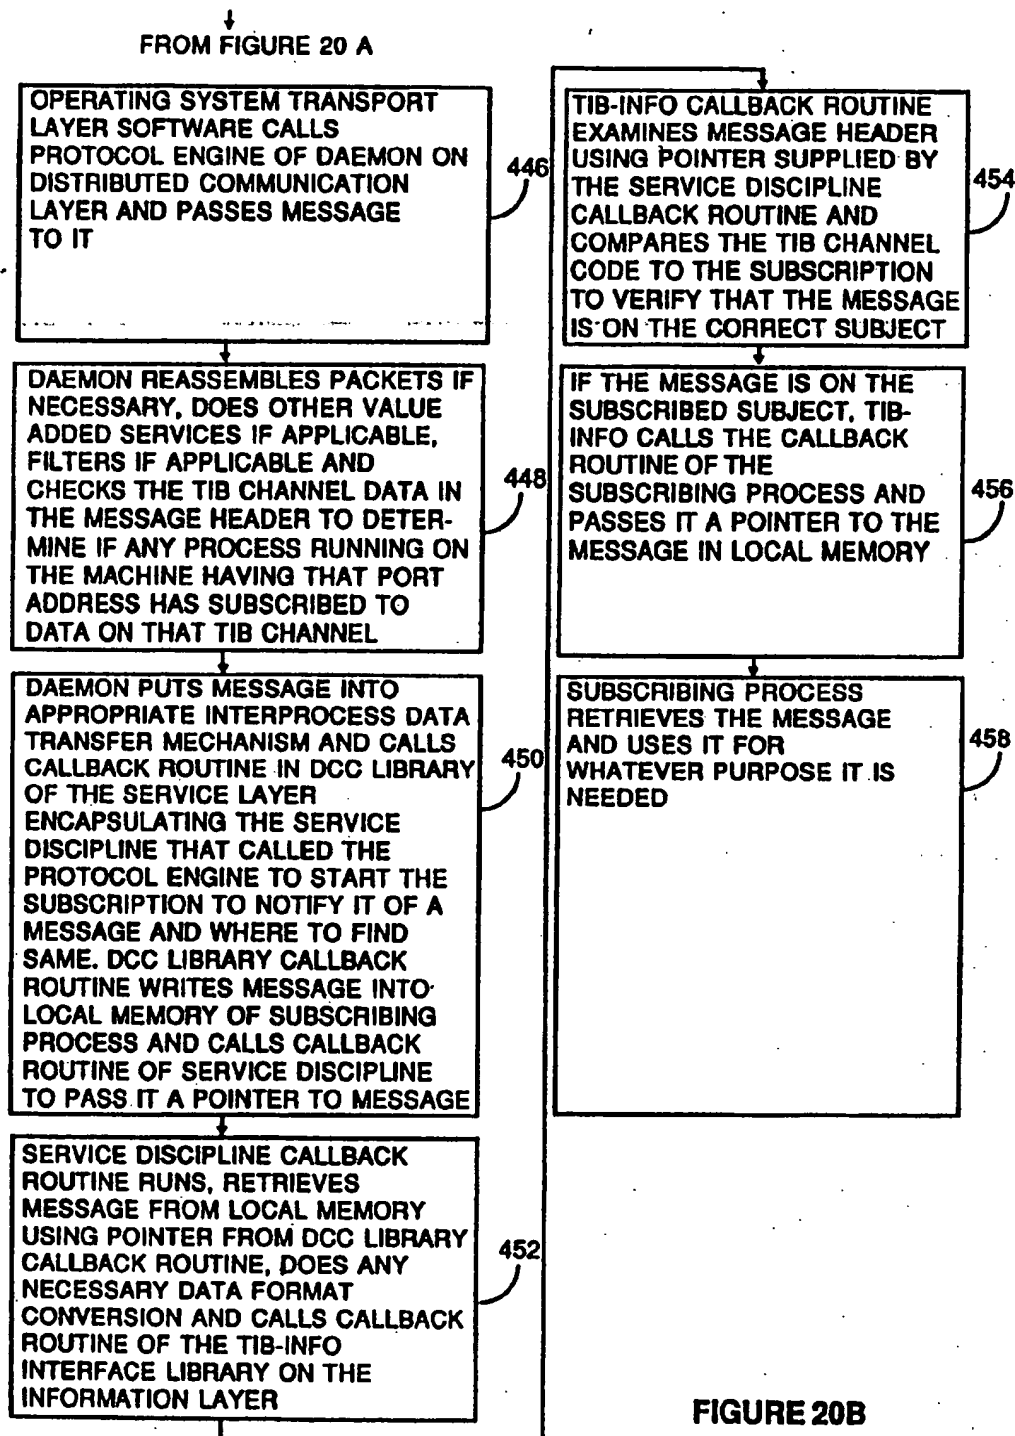 FROM FIGURE 20 A
OPERATING SYSTEM TRANSPORT
LAYER SOFTWARE CALLS
PROTOCOL ENGINE OF DAEMON ON
DISTRIBUTED COMMUNICATION
LAYER AND PASSES MESSAGE
TO IT
446
DAEMON REASSEMBLES PACKETS IF
NECESSARY, DOES OTHER VALUE
ADDED SERVICES IF APPLICABLE,
FILTERS IF APPLICABLE AND
CHECKS THE TIB CHANNEL DATA IN
THE MESSAGE HEADER TO DETER-
MINE IF ANY PROCESS RUNNING ON
THE MACHINE HAVING THAT PORT
ADDRESS HAS SUBSCRIBED TO
DATA ON THAT TIB CHANNEL
448
DAEMON PUTS MESSAGE INTO
APPROPRIATE INTERPROCESS DATA
TRANSFER MECHANISM AND CALLS
CALLBACK ROUTINE IN DCC LIBRARY
OF THE SERVICE LAYER
ENCAPSULATING THE SERVICE
DISCIPLINE THAT CALLED THE
PROTOCOL ENGINE TO START THE
SUBSCRIPTION TO NOTIFY IT OF A
MESSAGE AND WHERE TO FIND
SAME. DCC LIBRARY CALLBACK
ROUTINE WRITES MESSAGE INTO
LOCAL MEMORY OF SUBSCRIBING
PROCESS AND CALLS CALLBACK
ROUTINE OF SERVICE DISCIPLINE
TO PASS IT A POINTER TO MESSAGE
450
SERVICE DISCIPLINE CALLBACK
ROUTINE RUNS, RETRIEVES
MESSAGE FROM LOCAL MEMORY
USING POINTER FROM DCC LIBRARY
CALLBACK ROUTINE, DOES ANY
NECESSARY DATA FORMAT
CONVERSION AND CALLS CALLBACK
ROUTINE OF THE TIB-INFO
INTERFACE LIBRARY ON THE
INFORMATION LAYER
452
TIB-INFO CALLBACK ROUTINE
EXAMINES MESSAGE HEADER
USING POINTER SUPPLIED BY
THE SERVICE DISCIPLINE
CALLBACK ROUTINE AND
COMPARES THE TIB CHANNEL
CODE TO THE SUBSCRIPTION
TO VERIFY THAT THE MESSAGE
IS ON THE CORRECT SUBJECT
454
IF THE MESSAGE IS ON THE
SUBSCRIBED SUBJECT, TIB-
INFO CALLS THE CALLBACK
ROUTINE OF THE
SUBSCRIBING PROCESS AND
PASSES IT A POINTER TO THE
MESSAGE IN LOCAL MEMORY
456
SUBSCRIBING PROCESS
RETRIEVES THE MESSAGE
AND USES IT FOR
WHATEVER PURPOSE IT IS
NEEDED
458
FIGURE 20B